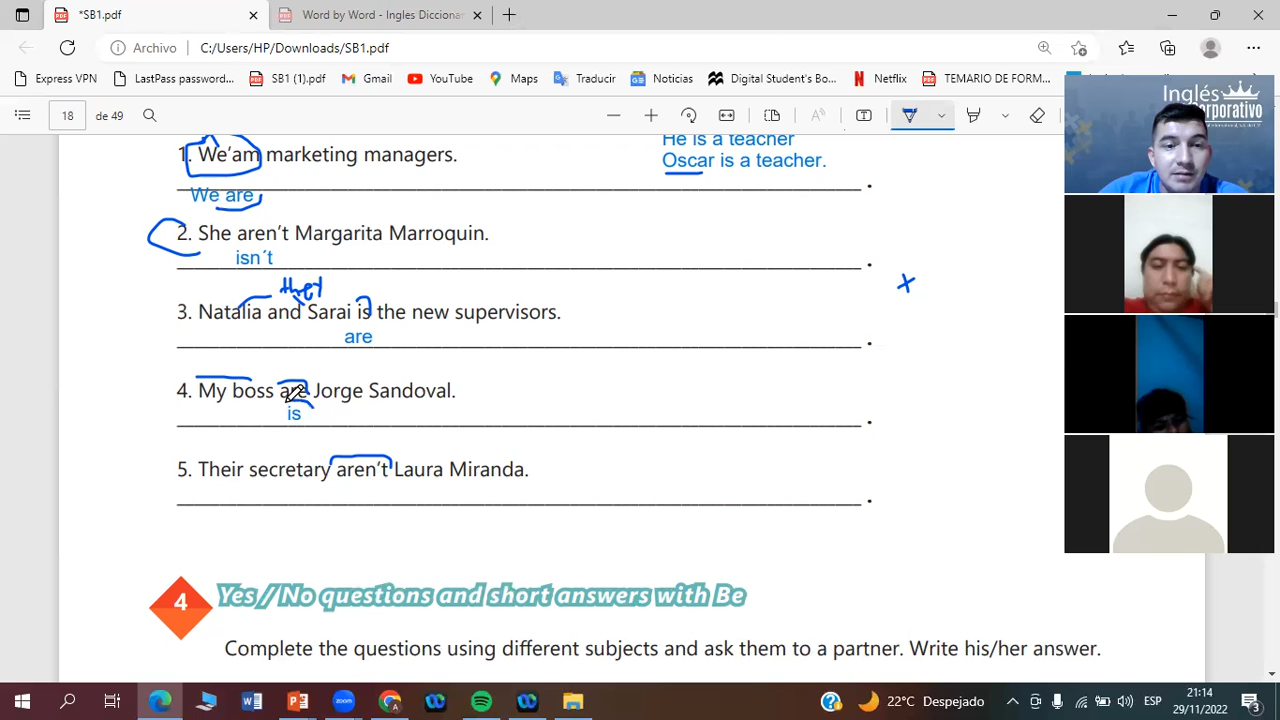 *SB1.pdf
Word by Word - Ingles Dicciona
Archivo C:/Users/HP/Downloads/SB1.pdf
Express VPN LastPass password... SB1 (1).pdf Gmail YouTube Maps Traducir Noticias Digital Student's Bo... Netflix TEMARIO DE FORM...
18 de 49
Inglés
Corporativo
He is a teacher
1. We'am marketing managers.
Oscar is a teacher.
We are
2. She aren't Margarita Marroquin.
isn´t
they
3. Natalia and Sarai is the new supervisors.
are
4. My boss are Jorge Sandoval.
is
5. Their secretary aren't Laura Miranda.
4 Yes / No questions and short answers with Be
Complete the questions using different subjects and ask them to a partner. Write his/her answer.
22°C Despejado ESP 21:14
29/11/2022 3